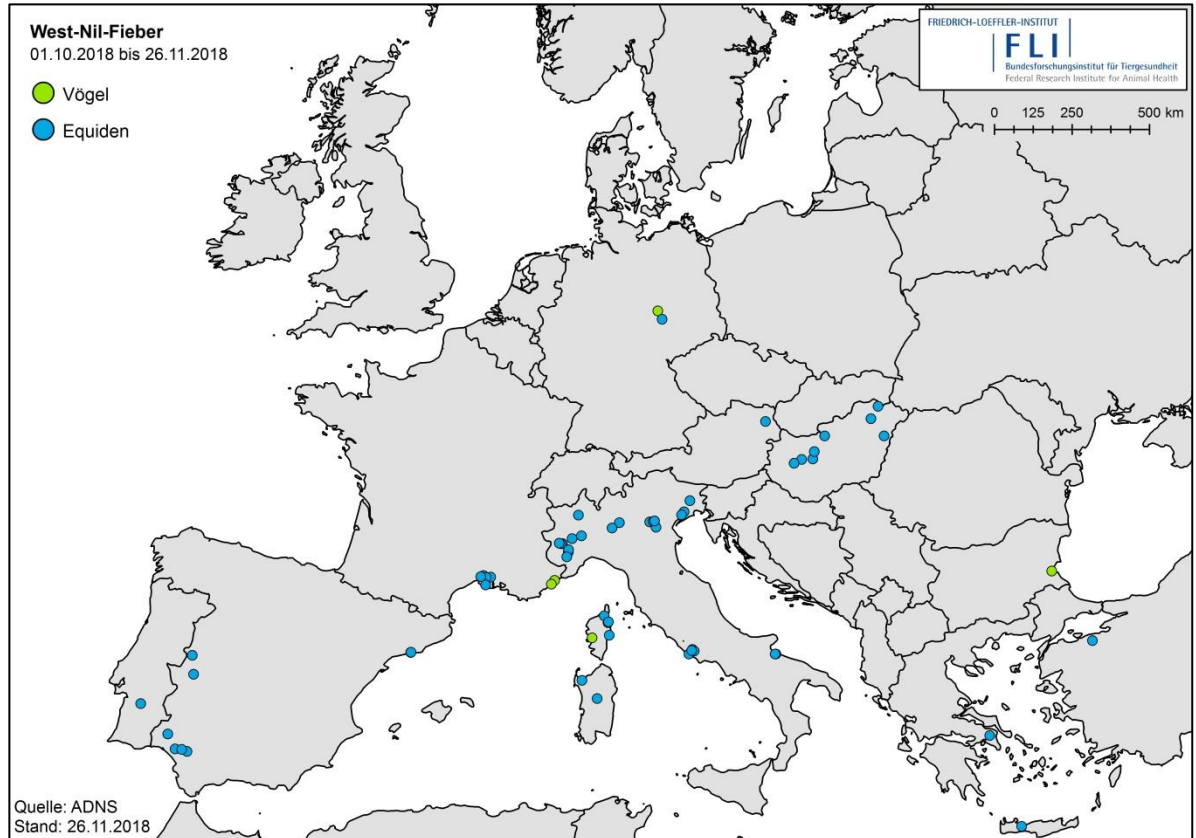 West-Nil-Fieber
01.10.2018 bis 26.11.2018
Vögel
Equiden
FRIEDRICH-LOEFFLER-INSTITUT
FLI
Bundesforschungsinstitut für Tiergesundheit
Federal Research Institute for Animal Health
0 125 250 500 km
Quelle: ADNS
Stand: 26.11.2018